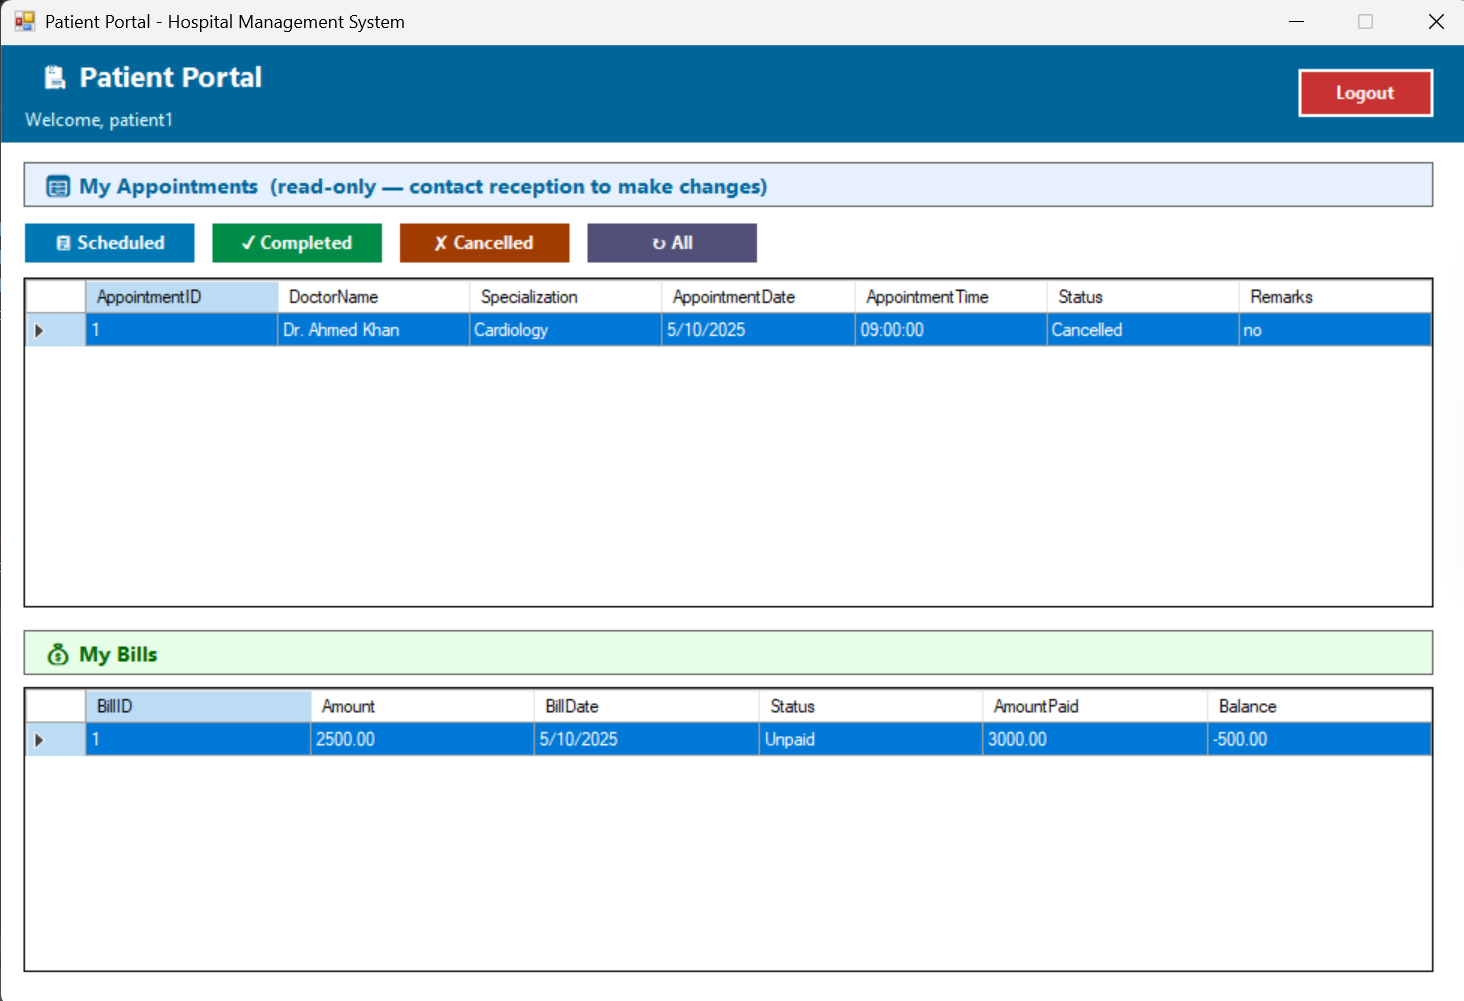 Patient Portal - Hospital Management System
Patient Portal
Logout
Welcome, patient1
My Appointments (read-only — contact reception to make changes)
Scheduled ✓ Completed ✗ Cancelled ↻ All
AppointmentID DoctorName Specialization AppointmentDate AppointmentTime Status Remarks
1 Dr. Ahmed Khan Cardiology 5/10/2025 09:00:00 Cancelled no
My Bills
BillID Amount BillDate Status AmountPaid Balance
1 2500.00 5/10/2025 Unpaid 3000.00 -500.00